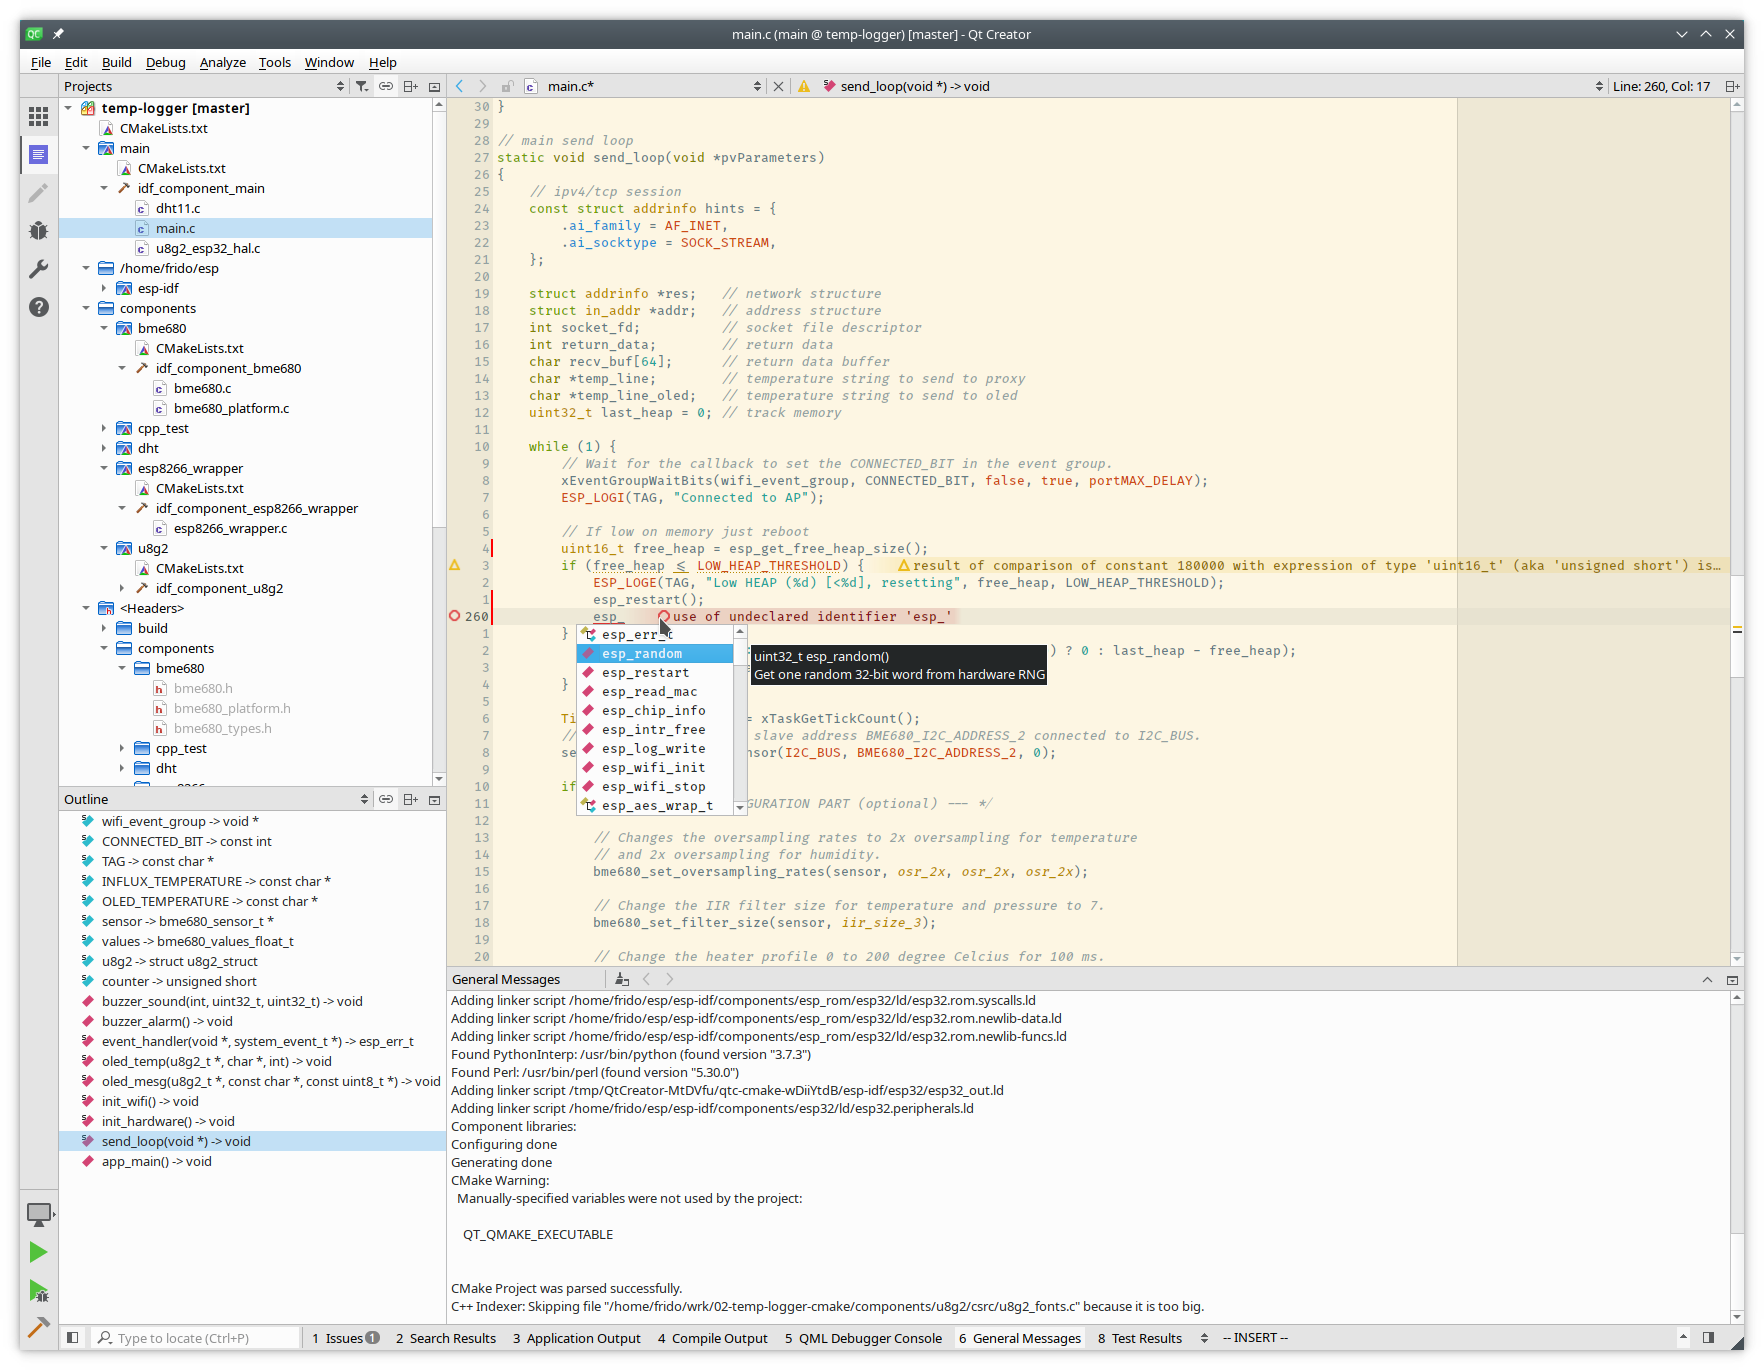 main.c (main @ temp-logger) [master] - Qt Creator
File Edit Build Debug Analyze Tools Window Help
Projects
main.c*
send_loop(void *) -> void
Line: 260, Col: 17
temp-logger [master]
CMakeLists.txt
main
CMakeLists.txt
idf_component_main
dht11.c
main.c
u8g2_esp32_hal.c
/home/frido/esp
esp-idf
components
bme680
CMakeLists.txt
idf_component_bme680
bme680.c
bme680_platform.c
cpp_test
dht
esp8266_wrapper
CMakeLists.txt
idf_component_esp8266_wrapper
esp8266_wrapper.c
u8g2
CMakeLists.txt
idf_component_u8g2
<Headers>
build
components
bme680
bme680.h
bme680_platform.h
bme680_types.h
cpp_test
dht
Outline
wifi_event_group -> void *
CONNECTED_BIT -> const int
TAG -> const char *
INFLUX_TEMPERATURE -> const char *
OLED_TEMPERATURE -> const char *
sensor -> bme680_sensor_t *
values -> bme680_values_float_t
u8g2 -> struct u8g2_struct
counter -> unsigned short
buzzer_sound(int, uint32_t, uint32_t) -> void
buzzer_alarm() -> void
event_handler(void *, system_event_t *) -> esp_err_t
oled_temp(u8g2_t *, char *, int) -> void
oled_mesg(u8g2_t *, const char *, const uint8_t *) -> void
init_wifi() -> void
init_hardware() -> void
send_loop(void *) -> void
app_main() -> void
30 }
29
28 // main send loop
27 static void send_loop(void *pvParameters)
26 {
25 // ipv4/tcp session
24 const struct addrinfo hints = {
23 .ai_family = AF_INET,
22 .ai_socktype = SOCK_STREAM,
21 };
20
19 struct addrinfo *res; // network structure
18 struct in_addr *addr; // address structure
17 int socket_fd; // socket file descriptor
16 int return_data; // return data
15 char recv_buf[64]; // return data buffer
14 char *temp_line; // temperature string to send to proxy
13 char *temp_line_oled; // temperature string to send to oled
12 uint32_t last_heap = 0; // track memory
11
10 while (1) {
9 // Wait for the callback to set the CONNECTED_BIT in the event group.
8 xEventGroupWaitBits(wifi_event_group, CONNECTED_BIT, false, true, portMAX_DELAY);
7 ESP_LOGI(TAG, "Connected to AP");
6
5 // If low on memory just reboot
4 uint16_t free_heap = esp_get_free_heap_size();
3 if (free_heap <= LOW_HEAP_THRESHOLD) { result of comparison of constant 180000 with expression of type 'uint16_t' (aka 'unsigned short') is…
2 ESP_LOGE(TAG, "Low HEAP (%d) [<%d], resetting", free_heap, LOW_HEAP_THRESHOLD);
1 esp_restart();
260 esp_ use of undeclared identifier 'esp_'
1 }
2 ) ? 0 : last_heap - free_heap);
3
4 }
5
6 Ti = xTaskGetTickCount();
7 // slave address BME680_I2C_ADDRESS_2 connected to I2C_BUS.
8 se nsor(I2C_BUS, BME680_I2C_ADDRESS_2, 0);
9
10 if
11 GURATION PART (optional) --- */
12
13 // Changes the oversampling rates to 2x oversampling for temperature
14 // and 2x oversampling for humidity.
15 bme680_set_oversampling_rates(sensor, osr_2x, osr_2x, osr_2x);
16
17 // Change the IIR filter size for temperature and pressure to 7.
18 bme680_set_filter_size(sensor, iir_size_3);
19
20 // Change the heater profile 0 to 200 degree Celcius for 100 ms.
esp_err_t
esp_random
esp_restart
esp_read_mac
esp_chip_info
esp_intr_free
esp_log_write
esp_wifi_init
esp_wifi_stop
esp_aes_wrap_t
uint32_t esp_random()
Get one random 32-bit word from hardware RNG
General Messages
Adding linker script /home/frido/esp/esp-idf/components/esp_rom/esp32/ld/esp32.rom.syscalls.ld
Adding linker script /home/frido/esp/esp-idf/components/esp_rom/esp32/ld/esp32.rom.newlib-data.ld
Adding linker script /home/frido/esp/esp-idf/components/esp_rom/esp32/ld/esp32.rom.newlib-funcs.ld
Found PythonInterp: /usr/bin/python (found version "3.7.3")
Found Perl: /usr/bin/perl (found version "5.30.0")
Adding linker script /tmp/QtCreator-MtDVfu/qtc-cmake-wDiiYtdB/esp-idf/esp32/esp32_out.ld
Adding linker script /home/frido/esp/esp-idf/components/esp32/ld/esp32.peripherals.ld
Component libraries:
Configuring done
Generating done
CMake Warning:
Manually-specified variables were not used by the project:
QT_QMAKE_EXECUTABLE
CMake Project was parsed successfully.
C++ Indexer: Skipping file "/home/frido/wrk/02-temp-logger-cmake/components/u8g2/csrc/u8g2_fonts.c" because it is too big.
Type to locate (Ctrl+P) 1 Issues 1 2 Search Results 3 Application Output 4 Compile Output 5 QML Debugger Console 6 General Messages 8 Test Results -- INSERT --